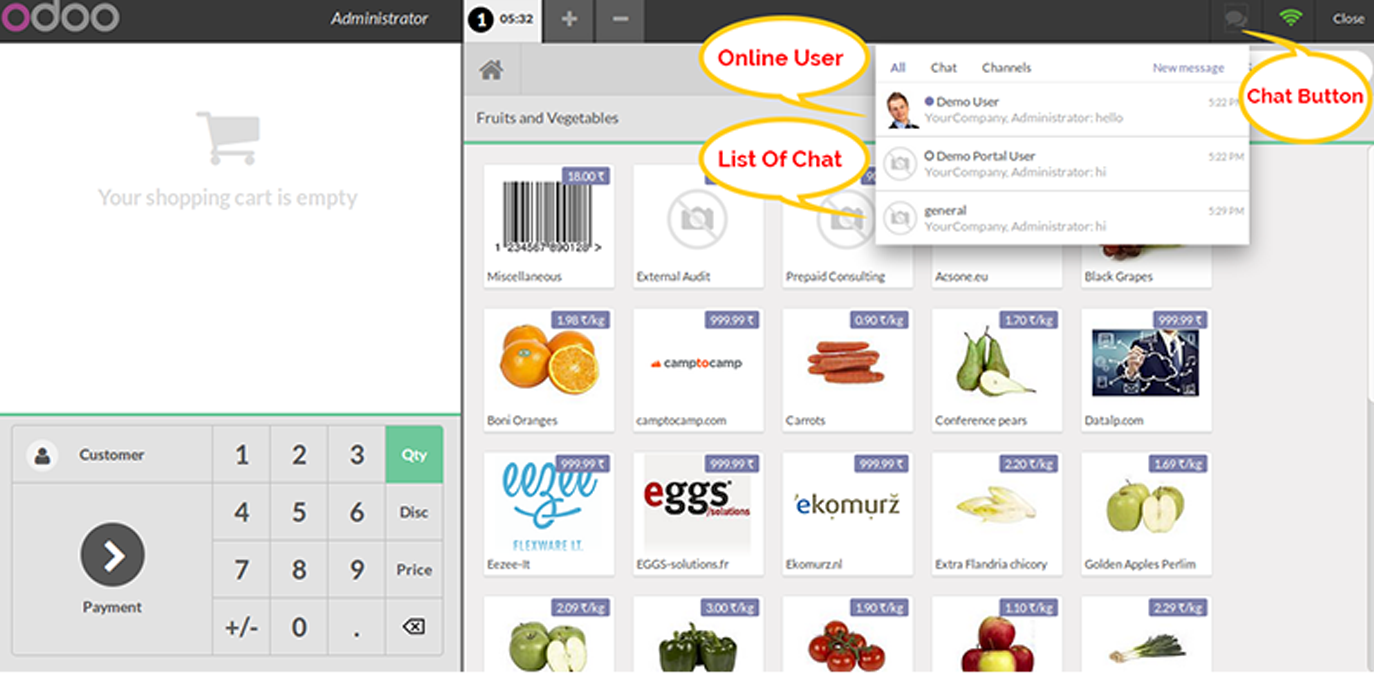 odoo
Administrator
1 05:32
+
−
Close
Online User
All Chat Channels New message
Demo User 5:22 PM
YourCompany, Administrator: hello
Demo Portal User 5:22 PM
YourCompany, Administrator: hi
general 5:29 PM
YourCompany, Administrator: hi
Chat Button
List Of Chat
Your shopping cart is empty
Fruits and Vegetables
18.00 ₹
1 234567 890128 >
Miscellaneous
External Audit
Prepaid Consulting
Acsone.eu
Black Grapes
1.98 ₹/kg
Boni Oranges
999.99 ₹
camptocamp
camptocamp.com
0.90 ₹/kg
Carrots
1.70 ₹/kg
Conference pears
999.99 ₹
Datalp.com
999.99 ₹
eezee
FLEXWARE LT.
Eezee-It
999.99 ₹
eggs
/solutions
EGGS-solutions.fr
999.99 ₹
ekomurž
Ekomurz.nl
2.20 ₹/kg
Extra Flandria chicory
1.69 ₹/kg
Golden Apples Perlim
2.09 ₹/kg
3.00 ₹/kg
1.90 ₹/kg
1.10 ₹/kg
2.29 ₹/kg
Customer
1 2 3 Qty
4 5 6 Disc
7 8 9 Price
+/- 0 .
Payment